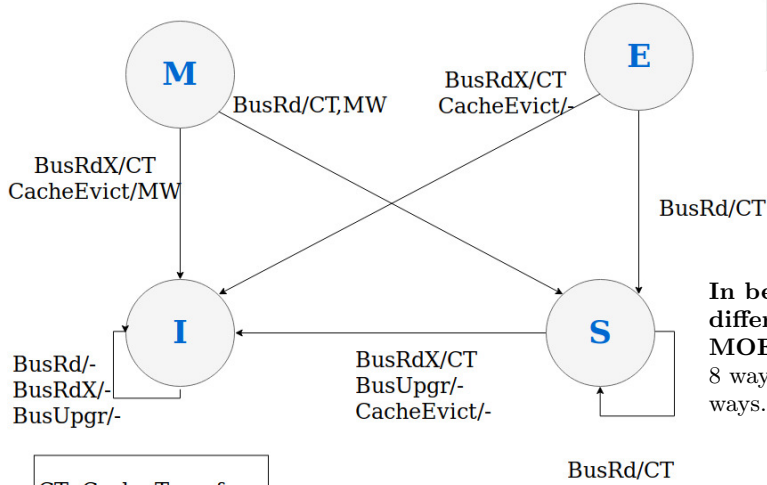 M
E
BusRdX/CT
CacheEvict/-
BusRd/CT,MW
BusRdX/CT
CacheEvict/MW
BusRd/CT
I
S
BusRd/-
BusRdX/-
BusUpgr/-
BusRdX/CT
BusUpgr/-
CacheEvict/-
BusRd/CT
In be
differ
8 way
ways.